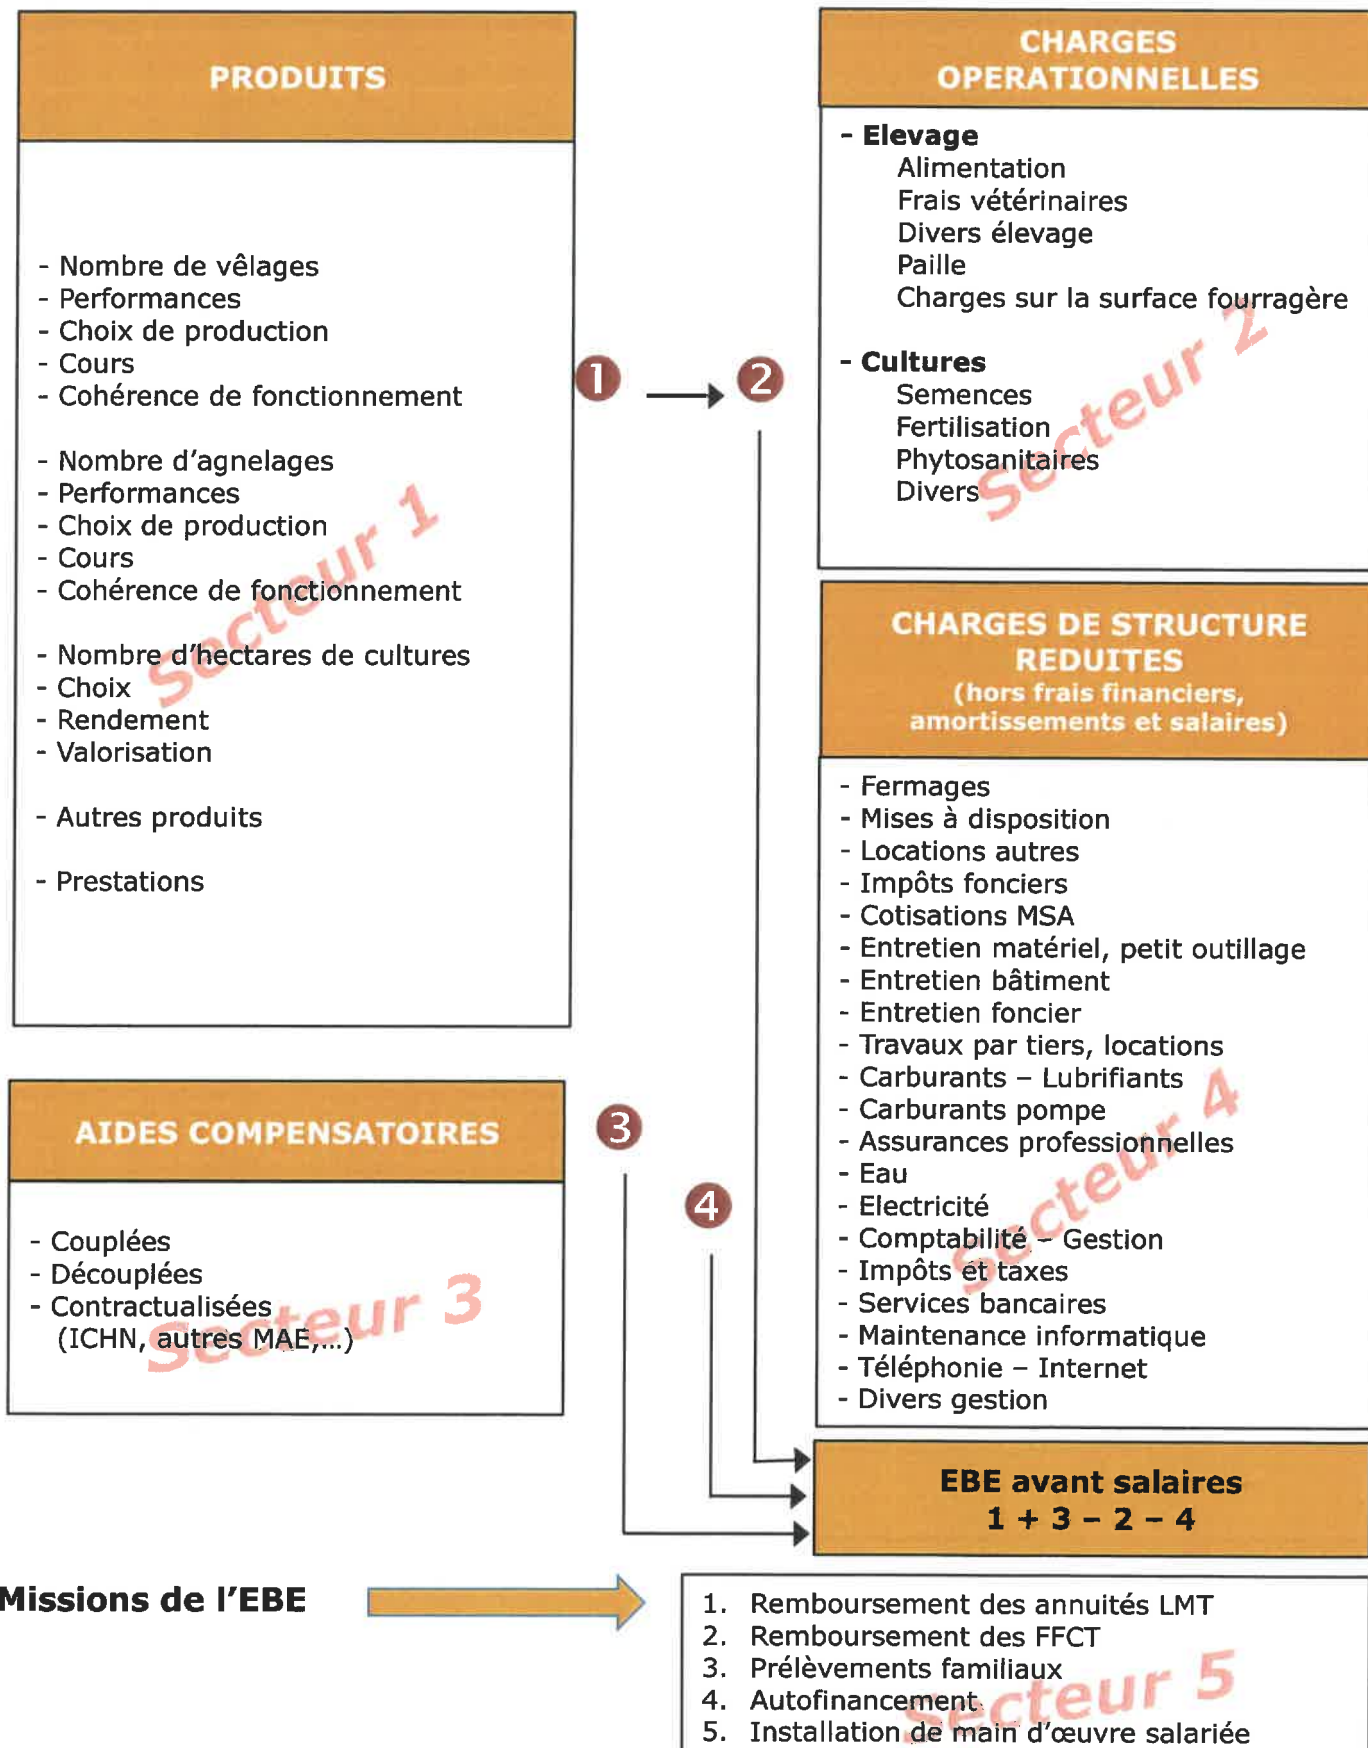 PRODUITS
- Nombre de vêlages
- Performances
- Choix de production
- Cours
- Cohérence de fonctionnement
- Nombre d'agnelages
- Performances
- Choix de production
- Cours
- Cohérence de fonctionnement
- Nombre d'hectares de cultures
- Choix
- Rendement
- Valorisation
- Autres produits
- Prestations
Secteur 1
1
2
CHARGES
OPERATIONNELLES
- Elevage
Alimentation
Frais vétérinaires
Divers élevage
Paille
Charges sur la surface fourragère
- Cultures
Semences
Fertilisation
Phytosanitaires
Divers
Secteur 2
AIDES COMPENSATOIRES
- Couplées
- Découplées
- Contractualisées
(ICHN, autres MAE,...)
Secteur 3
3
4
CHARGES DE STRUCTURE
REDUITES
(hors frais financiers,
amortissements et salaires)
- Fermages
- Mises à disposition
- Locations autres
- Impôts fonciers
- Cotisations MSA
- Entretien matériel, petit outillage
- Entretien bâtiment
- Entretien foncier
- Travaux par tiers, locations
- Carburants – Lubrifiants
- Carburants pompe
- Assurances professionnelles
- Eau
- Electricité
- Comptabilité – Gestion
- Impôts et taxes
- Services bancaires
- Maintenance informatique
- Téléphonie – Internet
- Divers gestion
Secteur 4
EBE avant salaires
1 + 3 – 2 – 4
Missions de l'EBE
1. Remboursement des annuités LMT
2. Remboursement des FFCT
3. Prélèvements familiaux
4. Autofinancement
5. Installation de main d'œuvre salariée
Secteur 5